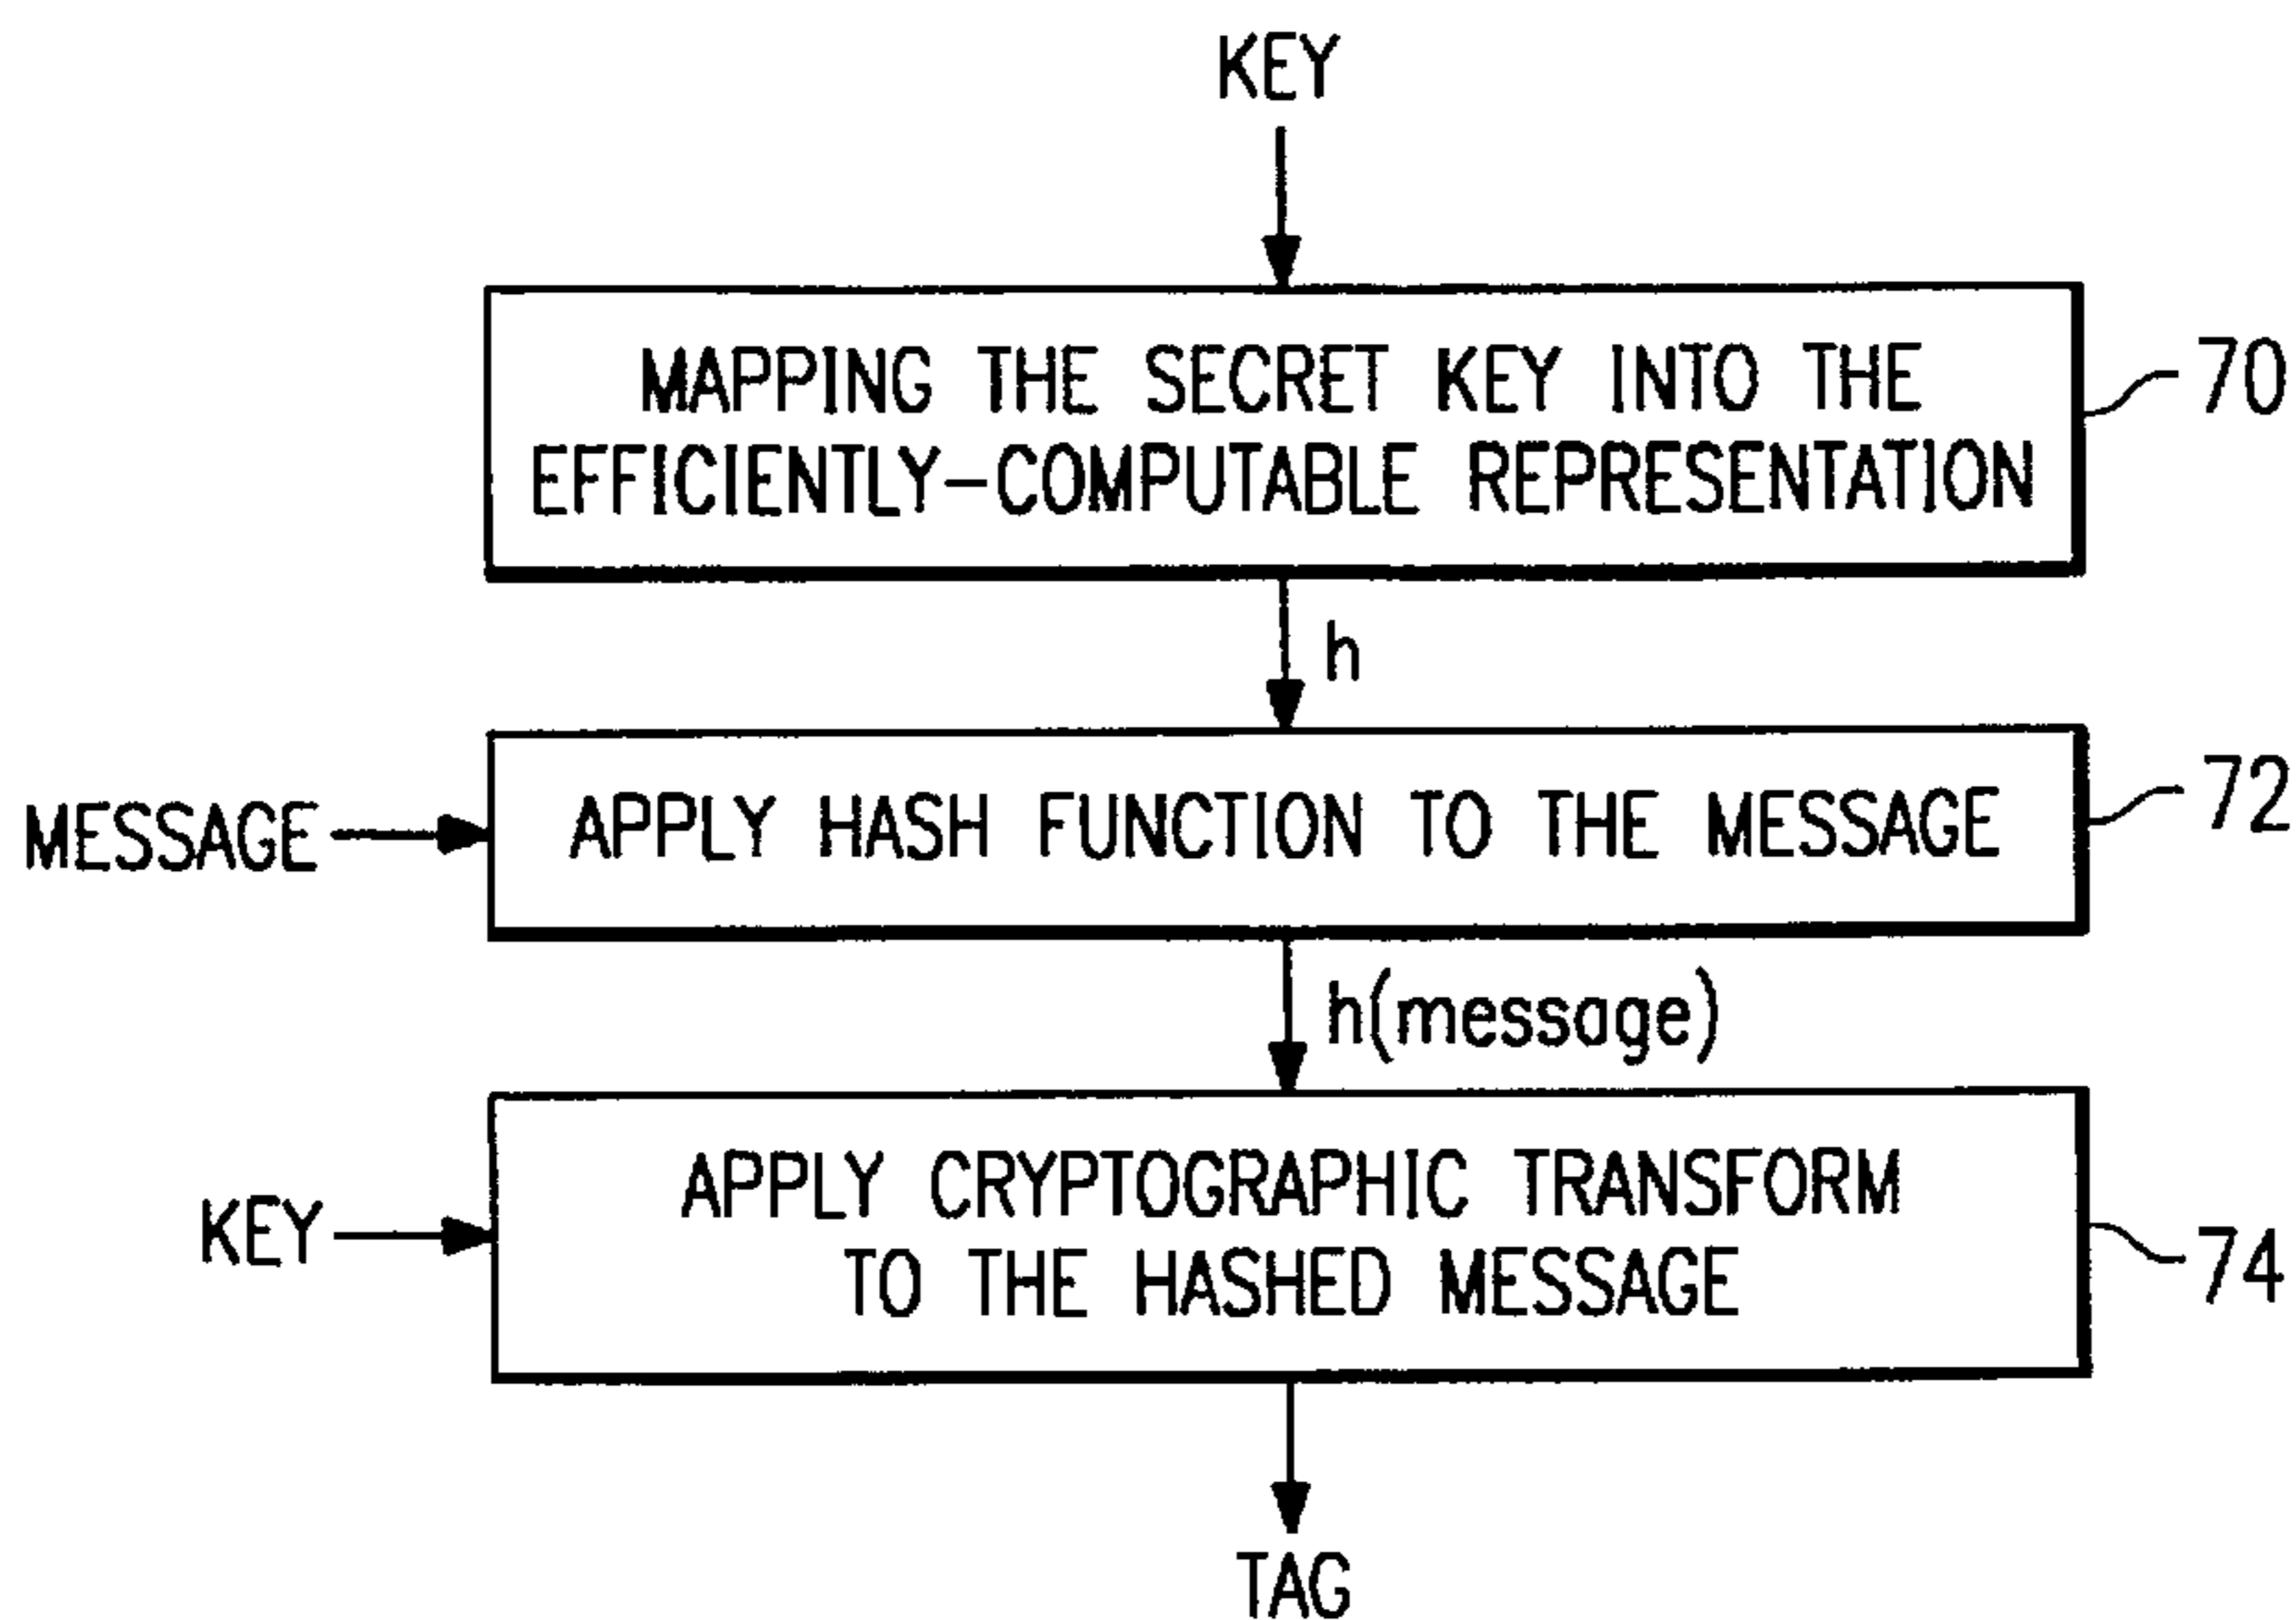 KEY
MAPPING THE SECRET KEY INTO THE
EFFICIENTLY-COMPUTABLE REPRESENTATION
70
h
MESSAGE
APPLY HASH FUNCTION TO THE MESSAGE
72
h(message)
KEY
APPLY CRYPTOGRAPHIC TRANSFORM
TO THE HASHED MESSAGE
74
TAG